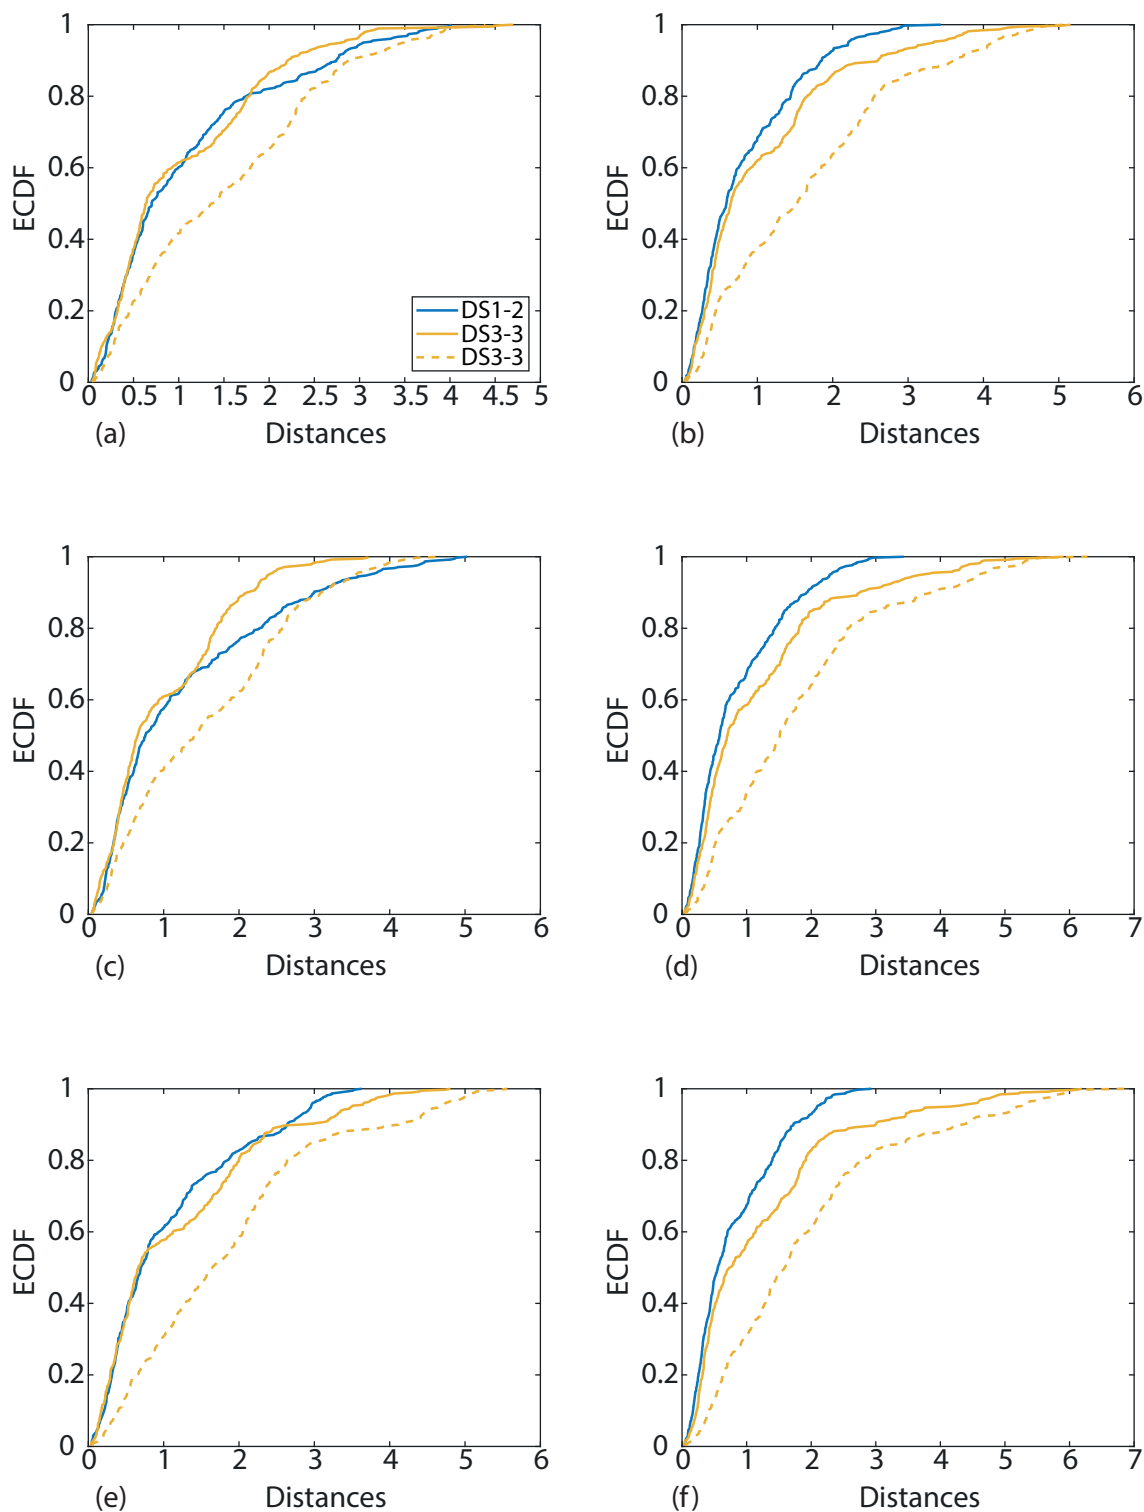 1
0.8
0.6
0.4
0.2
0
ECDF
DS1-2
DS3-3
DS3-3
0 0.5 1 1.5 2 2.5 3 3.5 4 4.5 5
(a) Distances
1
0.8
0.6
0.4
0.2
0
ECDF
0 1 2 3 4 5 6
(b) Distances
1
0.8
0.6
0.4
0.2
0
ECDF
0 1 2 3 4 5 6
(c) Distances
1
0.8
0.6
0.4
0.2
0
ECDF
0 1 2 3 4 5 6 7
(d) Distances
1
0.8
0.6
0.4
0.2
0
ECDF
0 1 2 3 4 5 6
(e) Distances
1
0.8
0.6
0.4
0.2
0
ECDF
0 1 2 3 4 5 6 7
(f) Distances